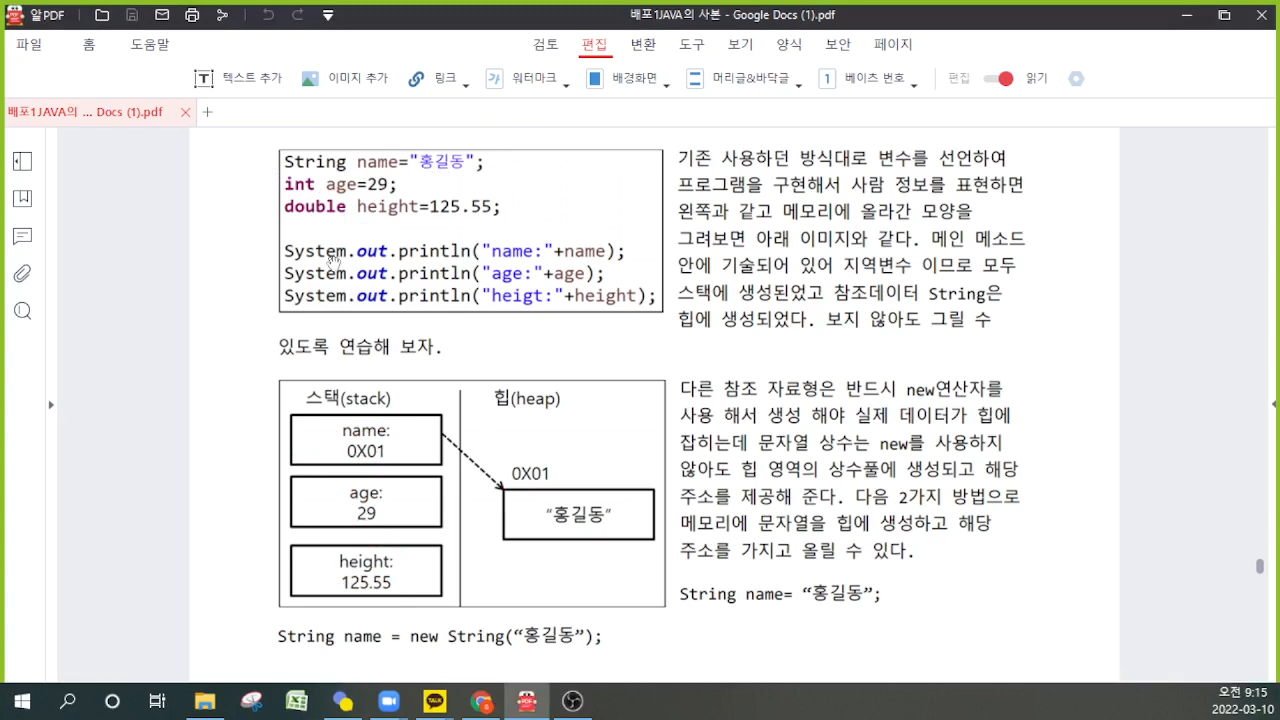 알PDF
배포1JAVA의 사본 - Google Docs (1).pdf
파일 홈 도움말 검토 편집 변환 도구 보기 양식 보안 페이지
텍스트 추가 이미지 추가 링크 가 워터마크 배경화면 머리글&바닥글 1 베이츠 번호 편집 읽기
배포1JAVA의 ... Docs (1).pdf
String name="홍길동";
int age=29;
double height=125.55;
System.out.println("name:"+name);
System.out.println("age:"+age);
System.out.println("heigt:"+height);
기존 사용하던 방식대로 변수를 선언하여
프로그램을 구현해서 사람 정보를 표현하면
왼쪽과 같고 메모리에 올라간 모양을
그려보면 아래 이미지와 같다. 메인 메소드
안에 기술되어 있어 지역변수 이므로 모두
스택에 생성된었고 참조데이터 String은
힙에 생성되었다. 보지 않아도 그릴 수
있도록 연습해 보자.
스택(stack)
힙(heap)
name:
0X01
age:
29
height:
125.55
0X01
“홍길동”
다른 참조 자료형은 반드시 new연산자를
사용 해서 생성 해야 실제 데이터가 힙에
잡히는데 문자열 상수는 new를 사용하지
않아도 힙 영역의 상수풀에 생성되고 해당
주소를 제공해 준다. 다음 2가지 방법으로
메모리에 문자열을 힙에 생성하고 해당
주소를 가지고 올릴 수 있다.
String name= “홍길동”;
String name = new String(“홍길동”);
TALK
PDF
오전 9:15
2022-03-10